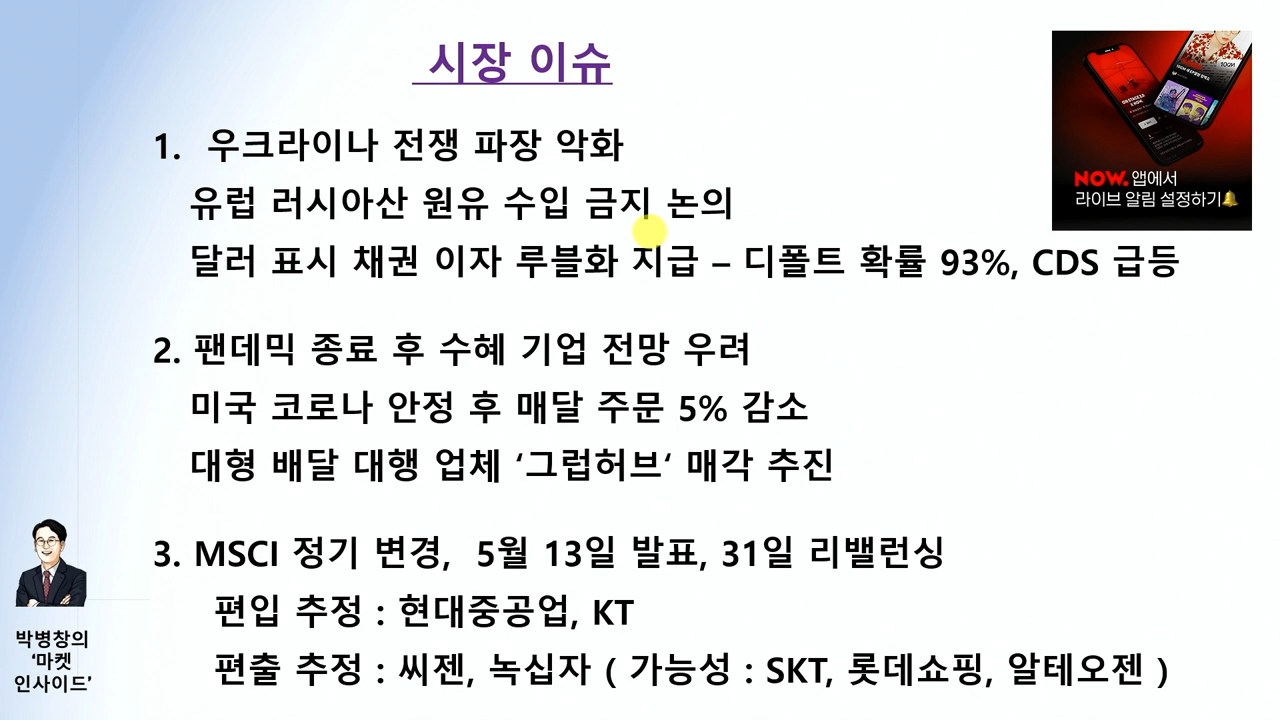 시장 이슈
1. 우크라이나 전쟁 파장 악화
유럽 러시아산 원유 수입 금지 논의
달러 표시 채권 이자 루블화 지급 – 디폴트 확률 93%, CDS 급등
2. 팬데믹 종료 후 수혜 기업 전망 우려
미국 코로나 안정 후 매달 주문 5% 감소
대형 배달 대행 업체 ‘그럽허브‘ 매각 추진
3. MSCI 정기 변경, 5월 13일 발표, 31일 리밸런싱
편입 추정 : 현대중공업, KT
편출 추정 : 씨젠, 녹십자 ( 가능성 : SKT, 롯데쇼핑, 알테오젠 )
NOW. 앱에서
라이브 알림 설정하기
박병창의
‘마켓
인사이드’